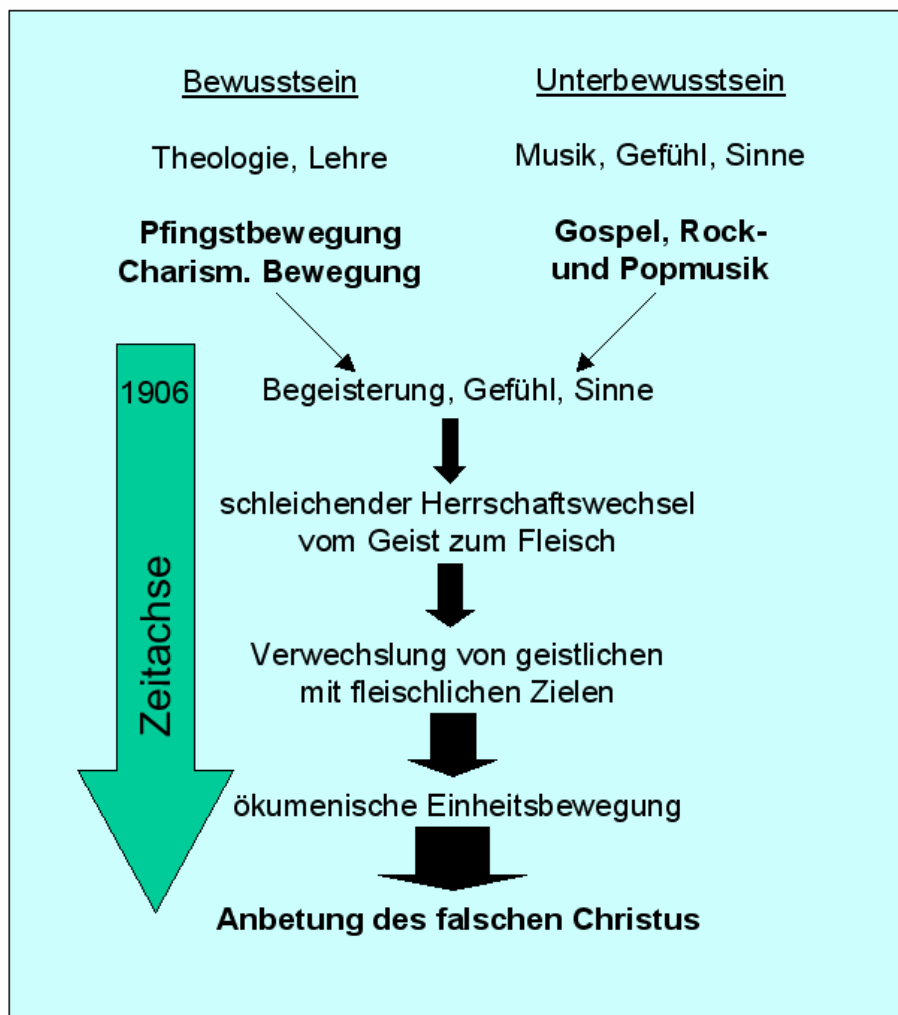 Bewusstsein
Unterbewusstsein
Theologie, Lehre
Musik, Gefühl, Sinne
Pfingstbewegung
Charism. Bewegung
Gospel, Rock-
und Popmusik
1906
Begeisterung, Gefühl, Sinne
schleichender Herrschaftswechsel
vom Geist zum Fleisch
Zeitachse
Verwechslung von geistlichen
mit fleischlichen Zielen
ökumenische Einheitsbewegung
Anbetung des falschen Christus